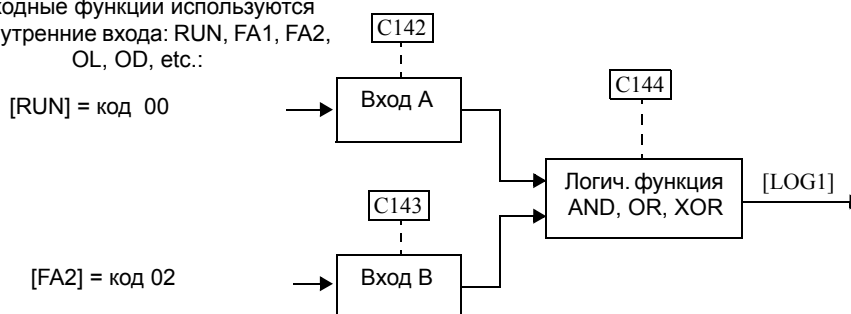 ходные функции используются
утренние входа: RUN, FA1, FA2,
OL, OD, etc.:
C142
C144
[RUN] = код 00
Вход A
Логич. функция
AND, OR, XOR
[LOG1]
C143
[FA2] = код 02
Вход B